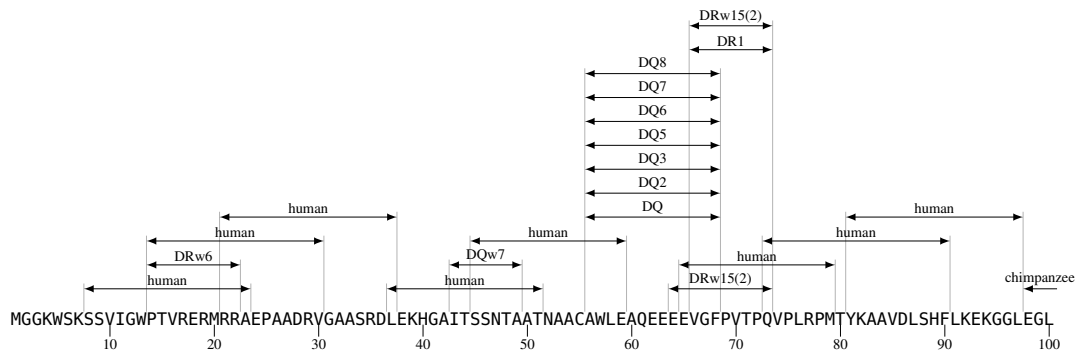 DRw15(2)
DR1
DQ8
DQ7
DQ6
DQ5
DQ3
DQ2
human DQ human
human human human
DRw6 DQw7 human
human human DRw15(2) chimpanzee
MGGKWSKSSVIGWPTVRERMRRAEPAADRVGAASRDLEKHGAITSSNTAATNAACAWLEAQEEEEVGFPVTPQVPLRPMTYKAAVDLSHFLKEKGGLEGL
10 20 30 40 50 60 70 80 90 100